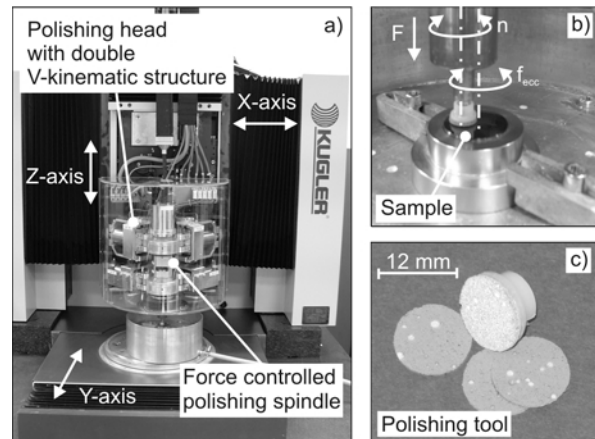 a)
Polishing head
with double
V-kinematic structure
X-axis
KUGLER
Z-axis
Y-axis
Force controlled
polishing spindle
b)
F
n
fecc
Sample
c)
12 mm
Polishing tool